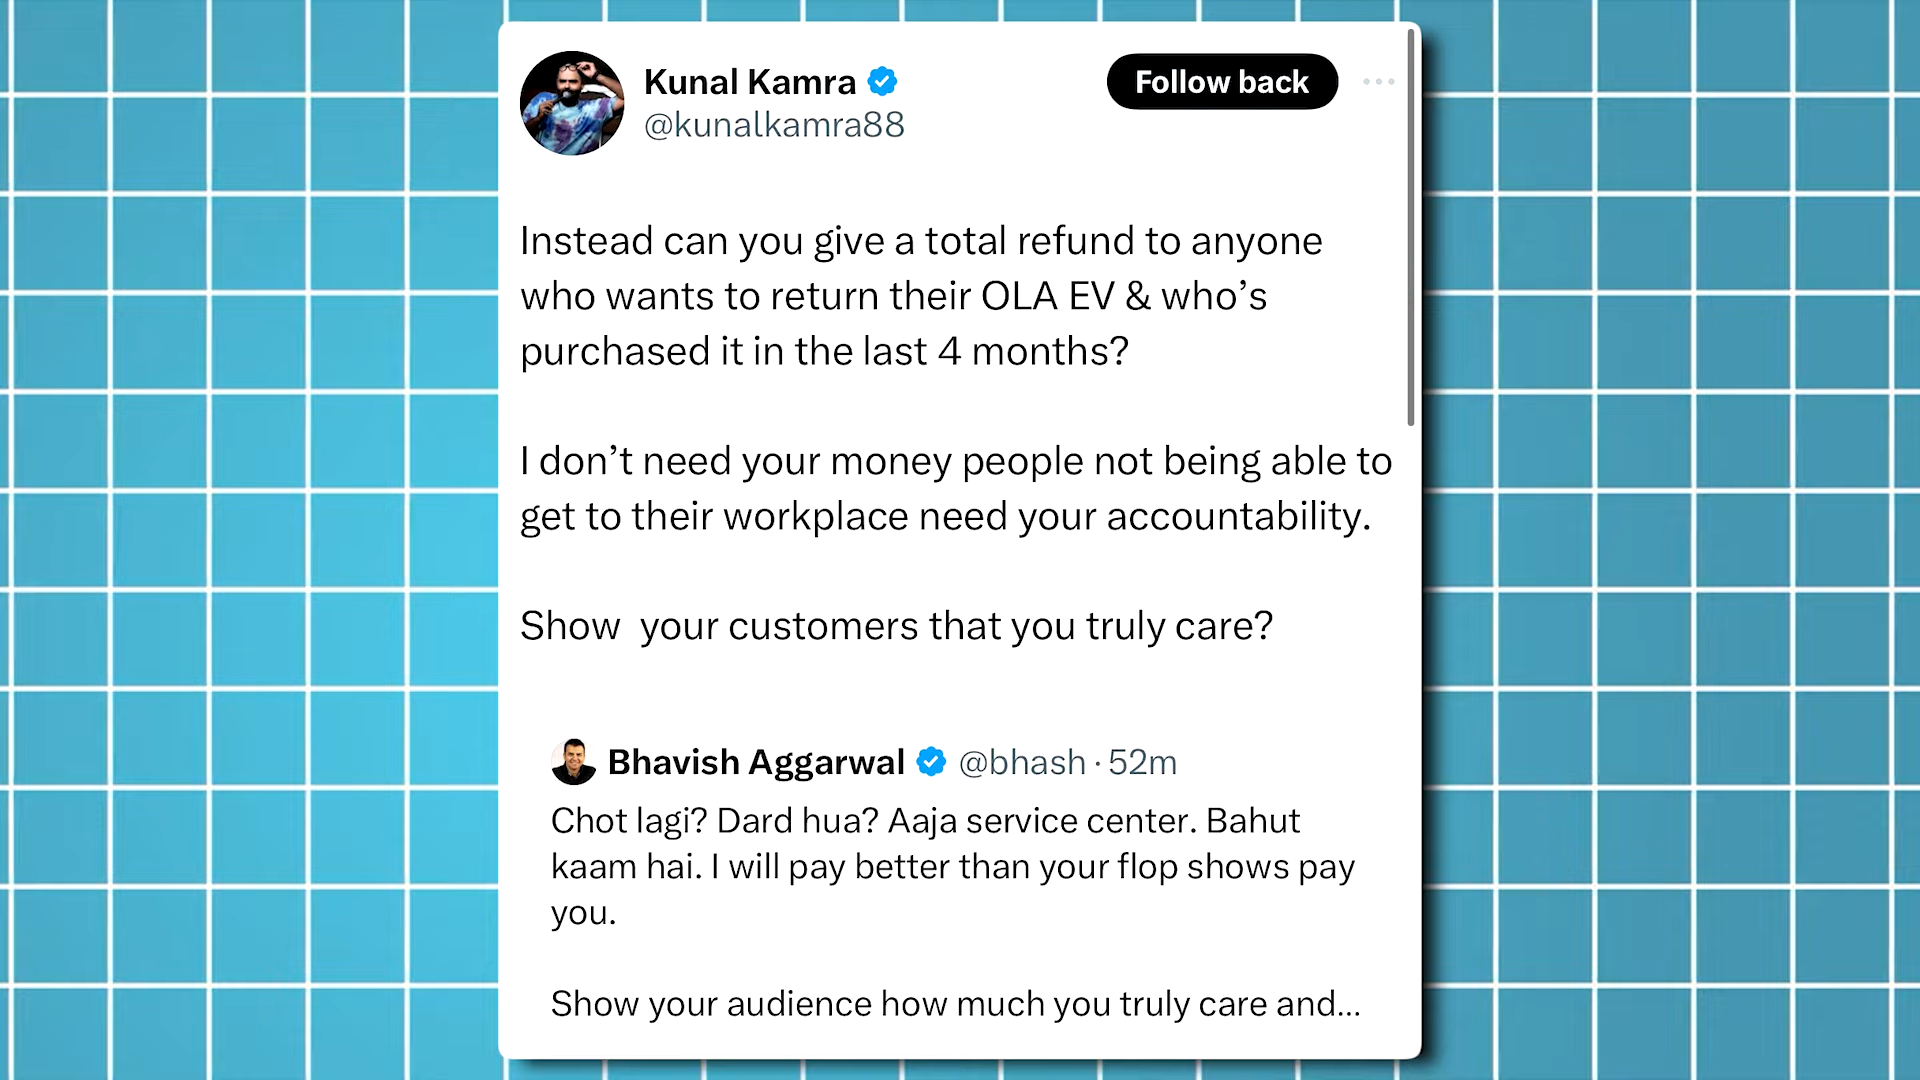 Kunal Kamra
Follow back
@kunalkamra88
Instead can you give a total refund to anyone
who wants to return their OLA EV & who’s
purchased it in the last 4 months?
I don’t need your money people not being able to
get to their workplace need your accountability.
Show  your customers that you truly care?
Bhavish Aggarwal @bhash · 52m
Chot lagi? Dard hua? Aaja service center. Bahut
kaam hai. I will pay better than your flop shows pay
you.
Show your audience how much you truly care and...